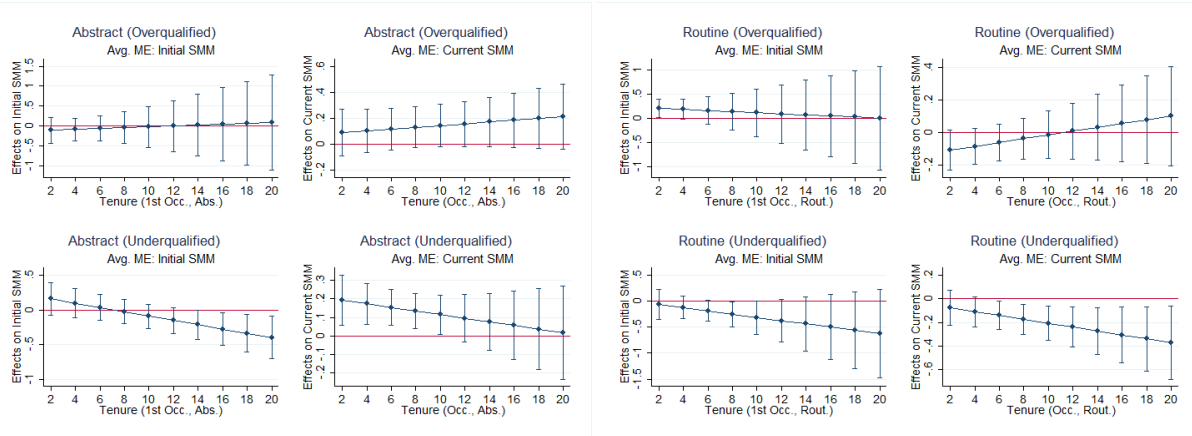 Abstract (Overqualified)
Avg. ME: Initial SMM
Effects on Initial SMM
-1 -.5 0 .5 1 1.5
2 4 6 8 10 12 14 16 18 20
Tenure (1st Occ., Abs.)
Abstract (Overqualified)
Avg. ME: Current SMM
Effects on Current SMM
-.2 0 .2 .4 .6
2 4 6 8 10 12 14 16 18 20
Tenure (Occ., Abs.)
Routine (Overqualified)
Avg. ME: Initial SMM
Effects on Initial SMM
-1 -.5 0 .5 1
2 4 6 8 10 12 14 16 18 20
Tenure (1st Occ., Rout.)
Routine (Overqualified)
Avg. ME: Current SMM
Effects on Current SMM
-.2 0 .2 .4
2 4 6 8 10 12 14 16 18 20
Tenure (Occ., Rout.)
Abstract (Underqualified)
Avg. ME: Initial SMM
Effects on Initial SMM
-1 -.5 0 .5
2 4 6 8 10 12 14 16 18 20
Tenure (1st Occ., Abs.)
Abstract (Underqualified)
Avg. ME: Current SMM
Effects on Current SMM
-.2 -.1 0 .1 .2 .3
2 4 6 8 10 12 14 16 18 20
Tenure (Occ., Abs.)
Routine (Underqualified)
Avg. ME: Initial SMM
Effects on Initial SMM
-1.5 -1 -.5 0 .5
2 4 6 8 10 12 14 16 18 20
Tenure (1st Occ., Rout.)
Routine (Underqualified)
Avg. ME: Current SMM
Effects on Current SMM
-.6 -.4 -.2 0 .2
2 4 6 8 10 12 14 16 18 20
Tenure (Occ., Rout.)